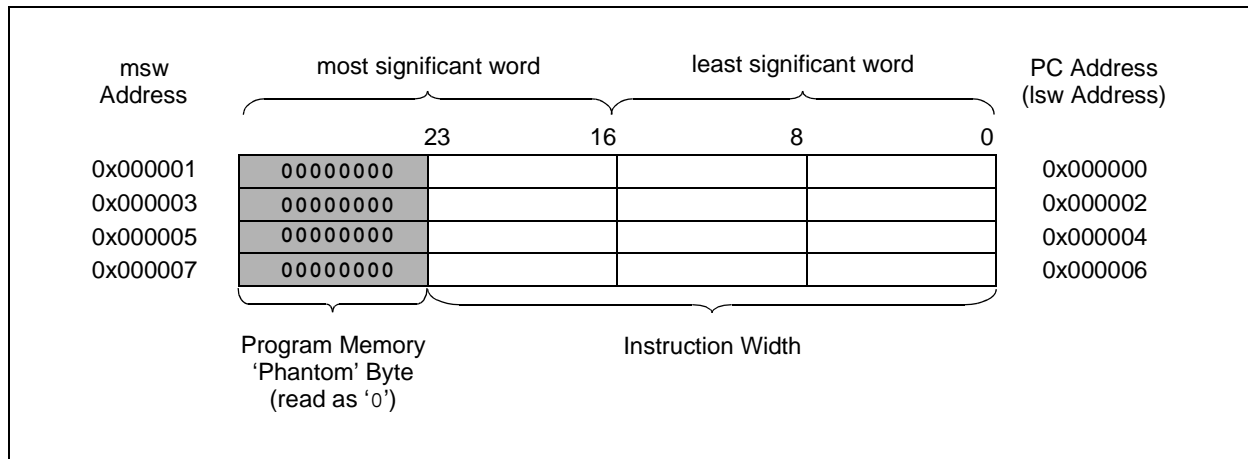 msw
Address
most significant word
least significant word
PC Address
(lsw Address)
23 16 8 0
0x000001 00000000 0x000000
0x000003 00000000 0x000002
0x000005 00000000 0x000004
0x000007 00000000 0x000006
Program Memory
‘Phantom’ Byte
(read as ‘0’)
Instruction Width